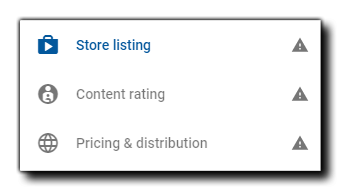 Store listing
Content rating
Pricing & distribution